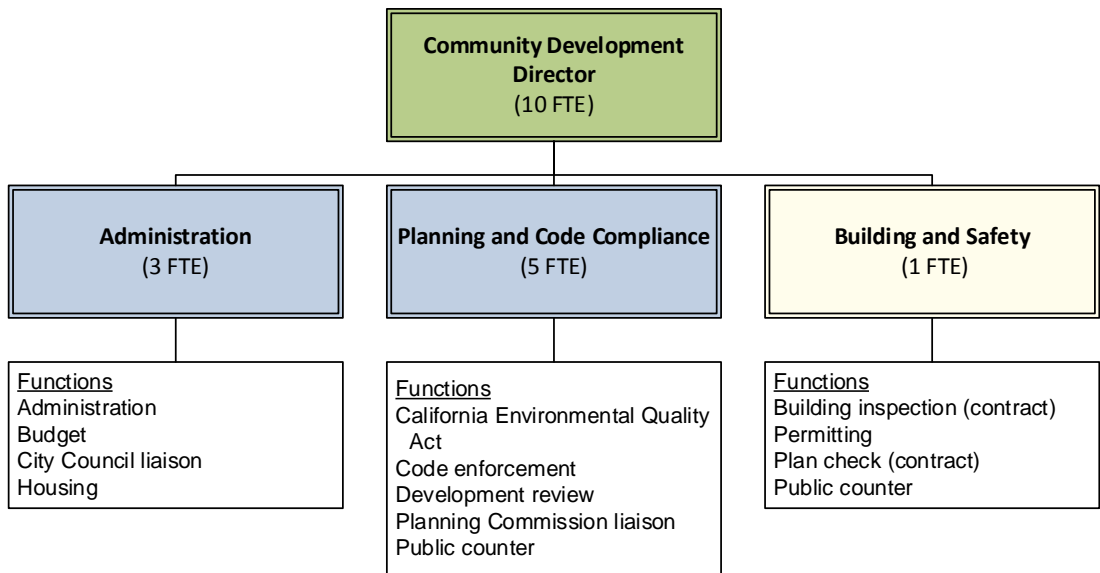 Community Development
Director
(10 FTE)
Administration
(3 FTE)
Planning and Code Compliance
(5 FTE)
Building and Safety
(1 FTE)
Functions
Administration
Budget
City Council liaison
Housing
Functions
California Environmental Quality
Act
Code enforcement
Development review
Planning Commission liaison
Public counter
Functions
Building inspection (contract)
Permitting
Plan check (contract)
Public counter